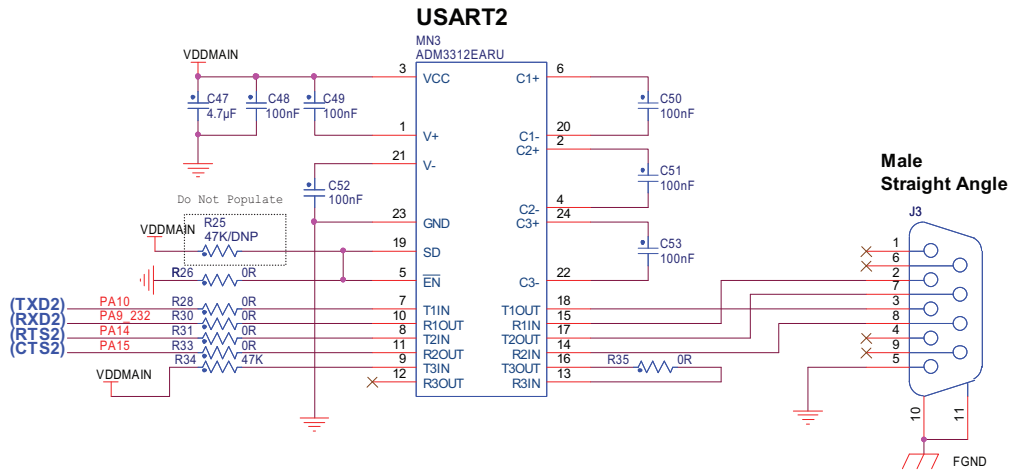 USART2
MN3
ADM3312EARU
VDDMAIN
3 VCC C1+ 6
C47
4.7µF
C48
100nF
C49
100nF
C50
100nF
1 V+ C1- 20
C2+ 2
21 V-
C51
100nF
C52
100nF
Do Not Populate
C2- 4
23 GND C3+ 24
R25
47K/DNP
VDDMAIN
19 SD
C53
100nF
R26 0R
5 EN C3- 22
(TXD2) PA10 R28 0R 7 T1IN T1OUT 18
(RXD2) PA9_232 R30 0R 10 R1OUT R1IN 15
(RTS2) PA14 R31 0R 8 T2IN T2OUT 17
(CTS2) PA15 R33 0R 11 R2OUT R2IN 14
R34 47K 9 T3IN T3OUT 16 R35 0R
VDDMAIN
12 R3OUT R3IN 13
Male
Straight Angle
J3
1
6
2
7
3
8
4
9
5
10
11
FGND